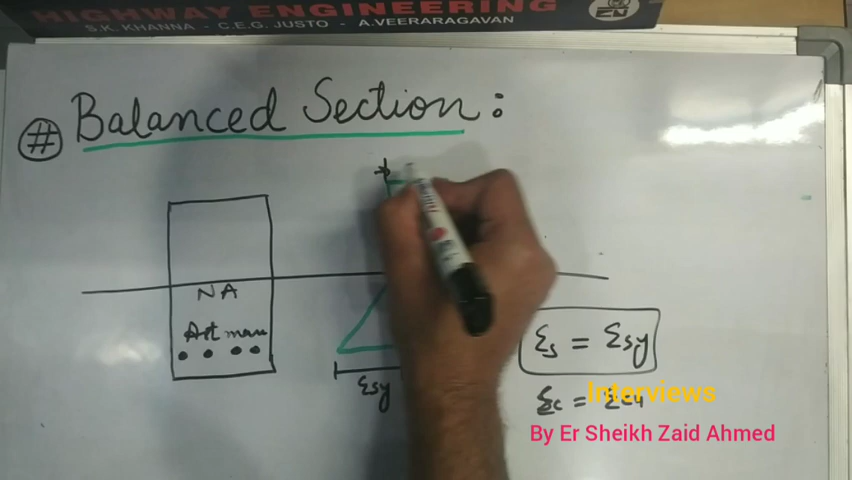 HIGHWAY ENGINEERING
S.K. KHANNA - C.E.G. JUSTO - A.VEERARAGAVAN
# Balanced Section:
NA
Ast
εsy
εs = εsy
εc = εcu
Interviews
By Er Sheikh Zaid Ahmed